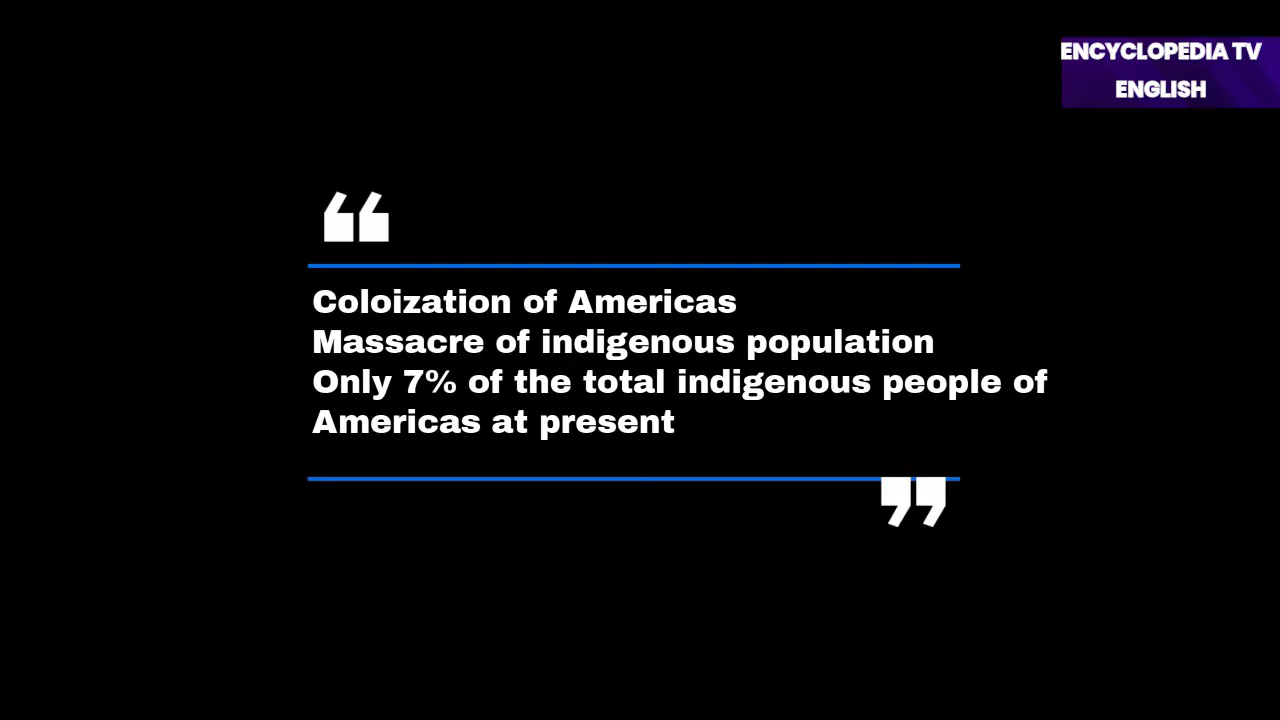 ENCYCLOPEDIA TV
ENGLISH
“
Coloization of Americas
Massacre of indigenous population
Only 7% of the total indigenous people of
Americas at present
”